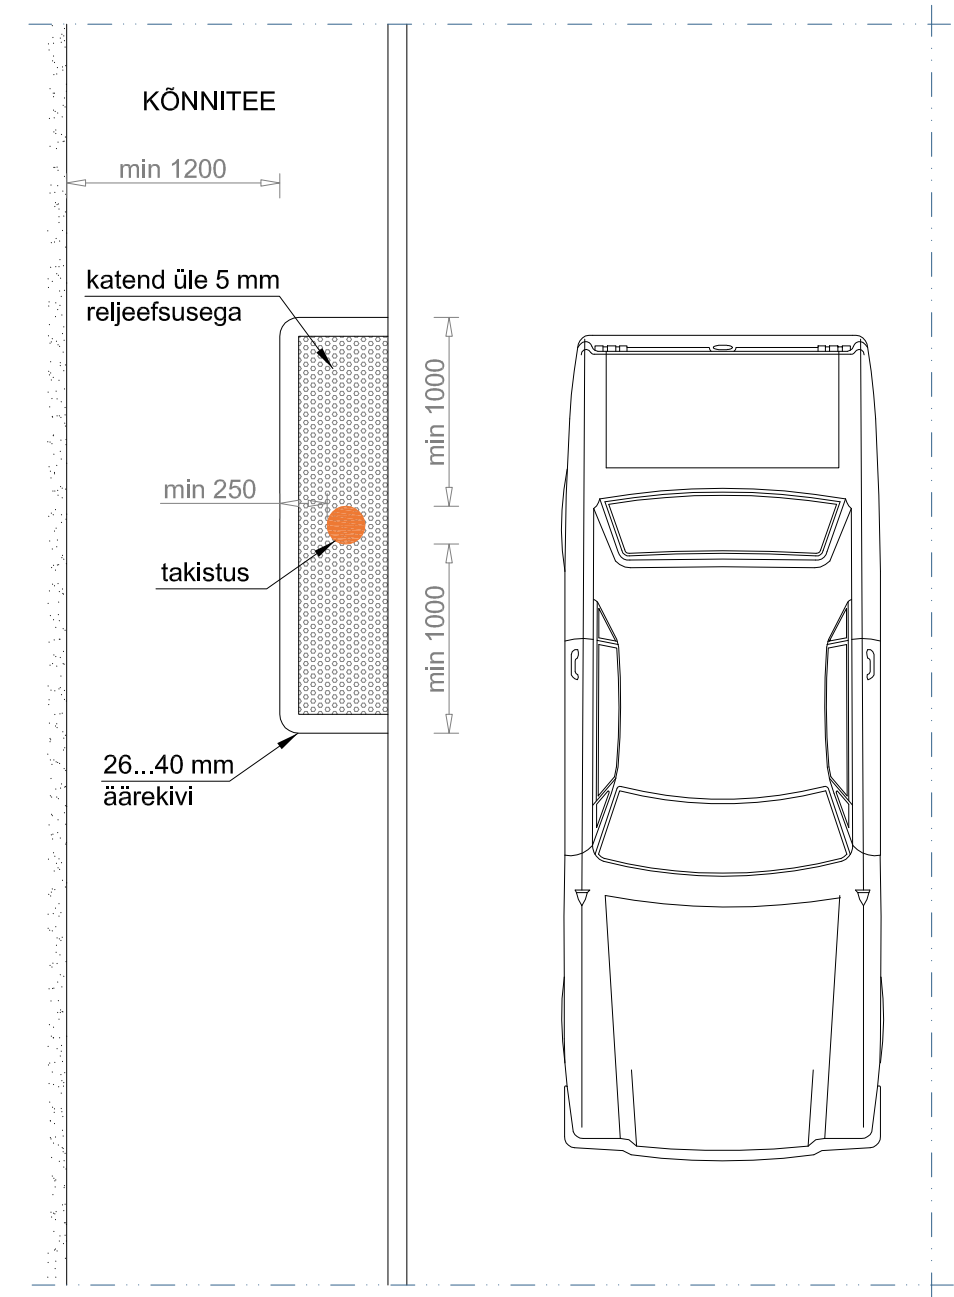 KÕNNITEE
min 1200
katend üle 5 mm
reljeefsusega
min 1000
min 250
takistus
min 1000
26...40 mm
äärekivi